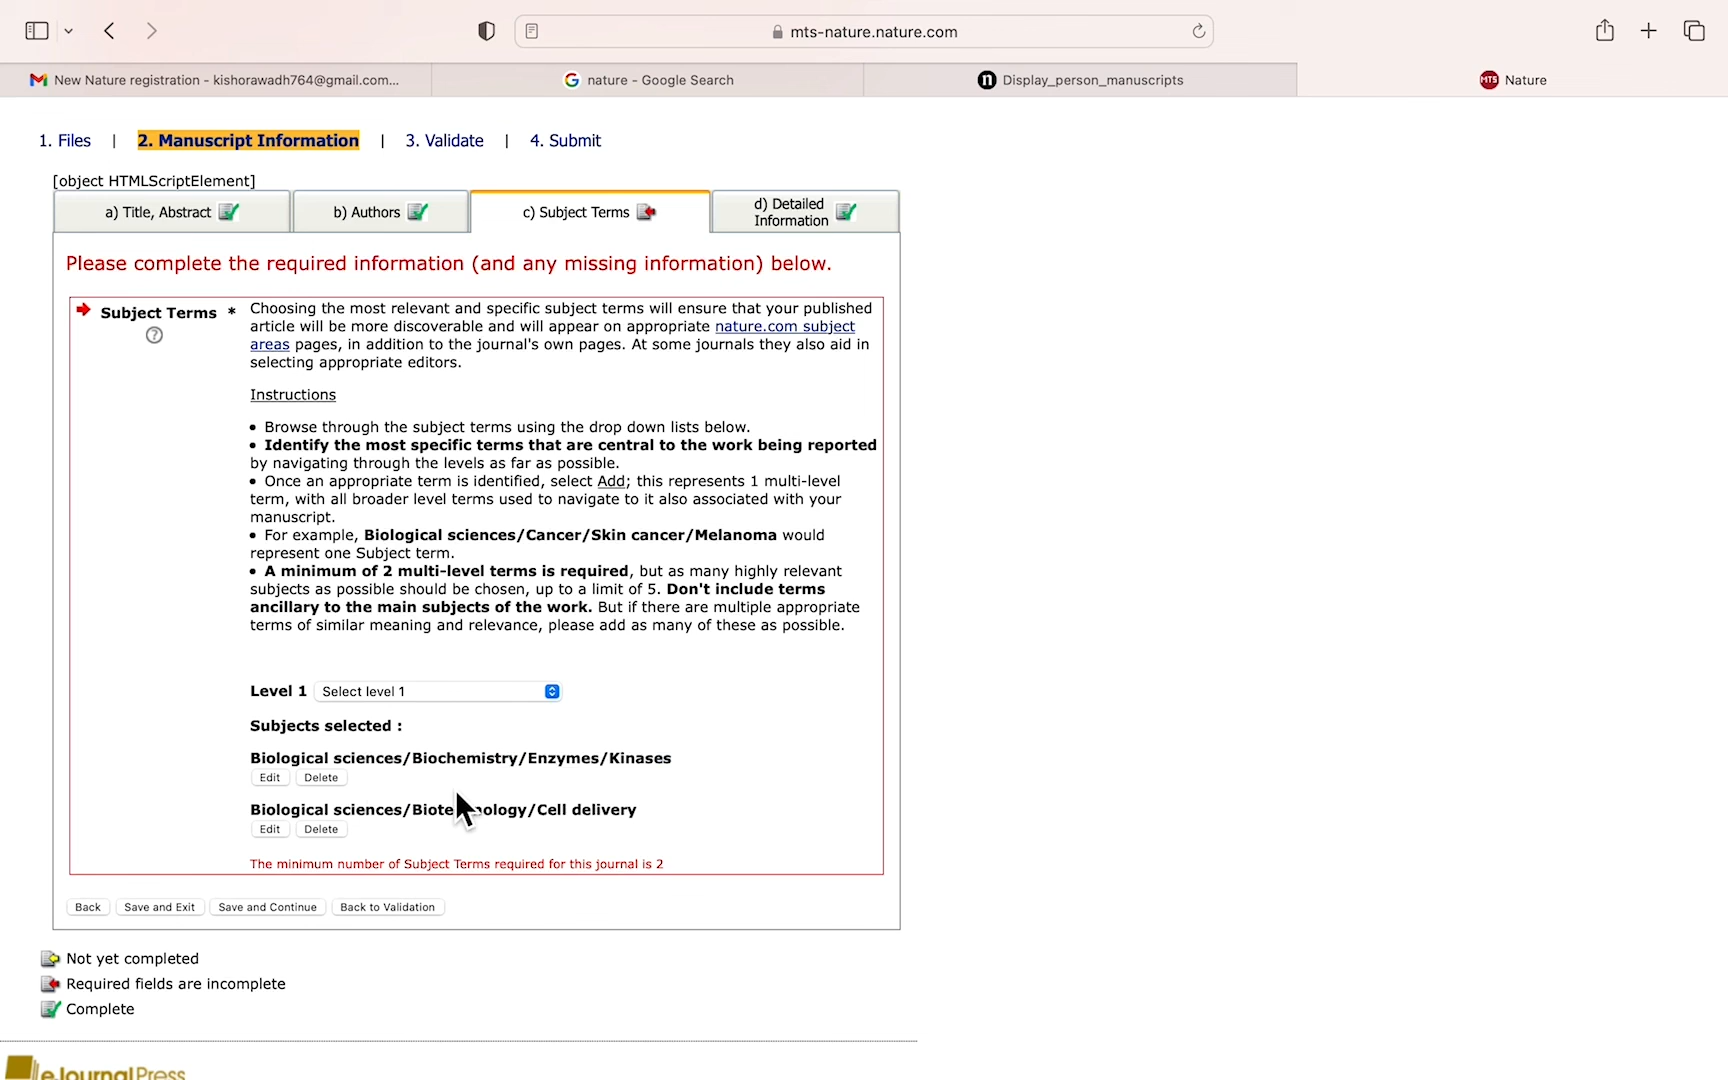 mts-nature.nature.com
New Nature registration - kishorawadh764@gmail.com...
nature - Google Search
n Display_person_manuscripts
MTS Nature
1. Files | 2. Manuscript Information | 3. Validate | 4. Submit
[object HTMLScriptElement]
a) Title, Abstract
b) Authors
c) Subject Terms
d) Detailed
Information
Please complete the required information (and any missing information) below.
Subject Terms *
?
Choosing the most relevant and specific subject terms will ensure that your published
article will be more discoverable and will appear on appropriate nature.com subject
areas pages, in addition to the journal's own pages. At some journals they also aid in
selecting appropriate editors.
Instructions
• Browse through the subject terms using the drop down lists below.
• Identify the most specific terms that are central to the work being reported
by navigating through the levels as far as possible.
• Once an appropriate term is identified, select Add; this represents 1 multi-level
term, with all broader level terms used to navigate to it also associated with your
manuscript.
• For example, Biological sciences/Cancer/Skin cancer/Melanoma would
represent one Subject term.
• A minimum of 2 multi-level terms is required, but as many highly relevant
subjects as possible should be chosen, up to a limit of 5. Don't include terms
ancillary to the main subjects of the work. But if there are multiple appropriate
terms of similar meaning and relevance, please add as many of these as possible.
Level 1 Select level 1
Subjects selected :
Biological sciences/Biochemistry/Enzymes/Kinases
Edit Delete
Biological sciences/Biotechnology/Cell delivery
Edit Delete
The minimum number of Subject Terms required for this journal is 2
Back Save and Exit Save and Continue Back to Validation
Not yet completed
Required fields are incomplete
Complete
eJournalPress